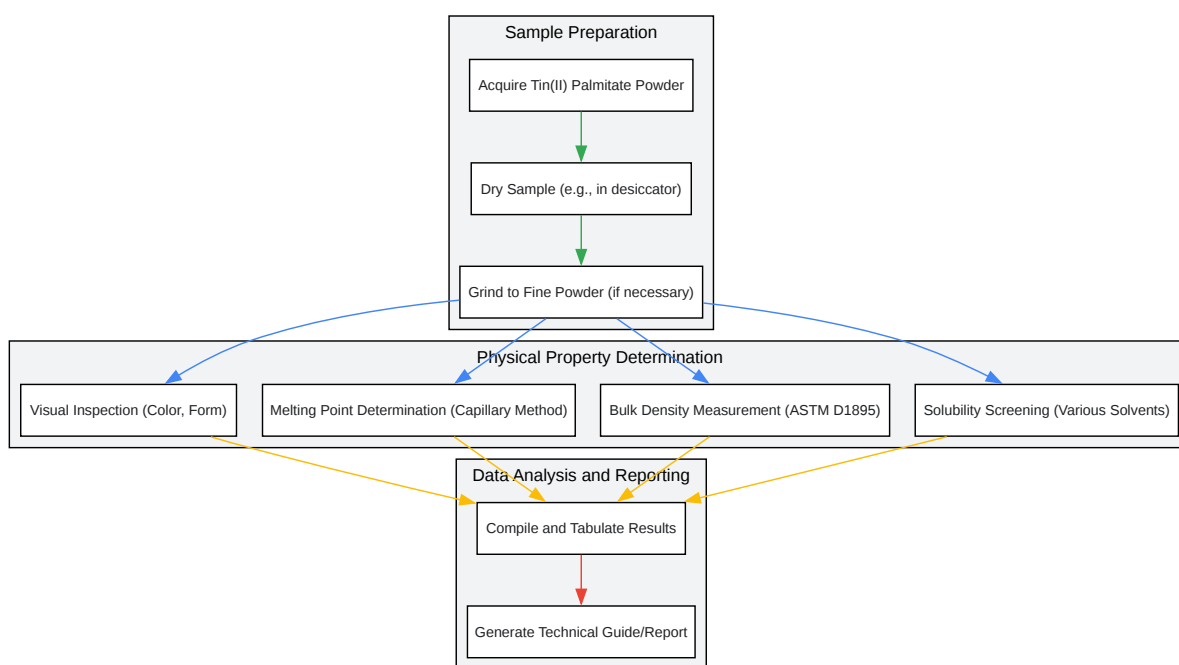 Sample Preparation
Acquire Tin(II) Palmitate Powder
Dry Sample (e.g., in desiccator)
Grind to Fine Powder (if necessary)
Physical Property Determination
Visual Inspection (Color, Form)
Melting Point Determination (Capillary Method)
Bulk Density Measurement (ASTM D1895)
Solubility Screening (Various Solvents)
Data Analysis and Reporting
Compile and Tabulate Results
Generate Technical Guide/Report